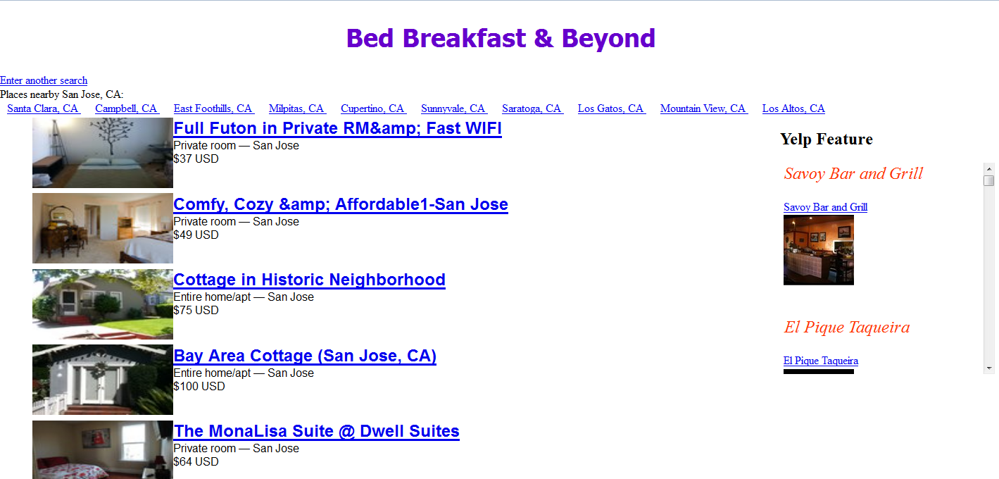 Bed Breakfast & Beyond
Enter another search
Places nearby San Jose, CA:
Santa Clara, CA Campbell, CA East Foothills, CA Milpitas, CA Cupertino, CA Sunnyvale, CA Saratoga, CA Los Gatos, CA Mountain View, CA Los Altos, CA
Full Futon in Private RM&amp; Fast WIFI
Private room — San Jose
$37 USD
Comfy, Cozy &amp; Affordable1-San Jose
Private room — San Jose
$49 USD
Cottage in Historic Neighborhood
Entire home/apt — San Jose
$75 USD
Bay Area Cottage (San Jose, CA)
Entire home/apt — San Jose
$100 USD
The MonaLisa Suite @ Dwell Suites
Private room — San Jose
$64 USD
Yelp Feature
Savoy Bar and Grill
Savoy Bar and Grill
El Pique Taqueira
El Pique Taqueira